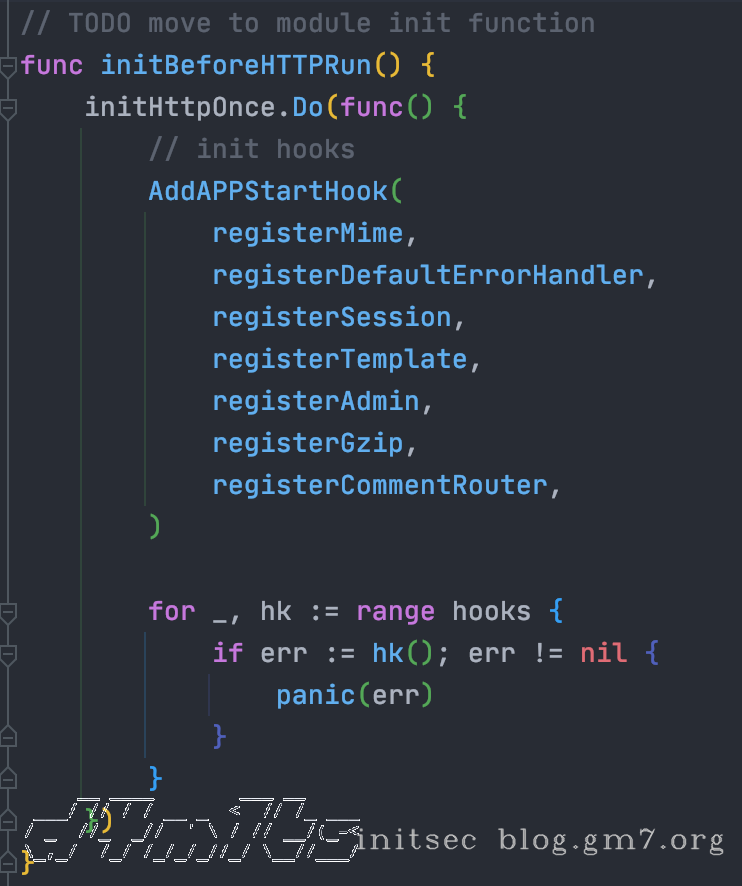 // TODO move to module init function
func initBeforeHTTPRun() {
    initHttpOnce.Do(func() {
        // init hooks
        AddAPPStartHook(
            registerMime,
            registerDefaultErrorHandler,
            registerSession,
            registerTemplate,
            registerAdmin,
            registerGzip,
            registerCommentRouter,
        )

        for _, hk := range hooks {
            if err := hk(); err != nil {
                panic(err)
            }
        }
    })
initsec blog.gm7.org
}